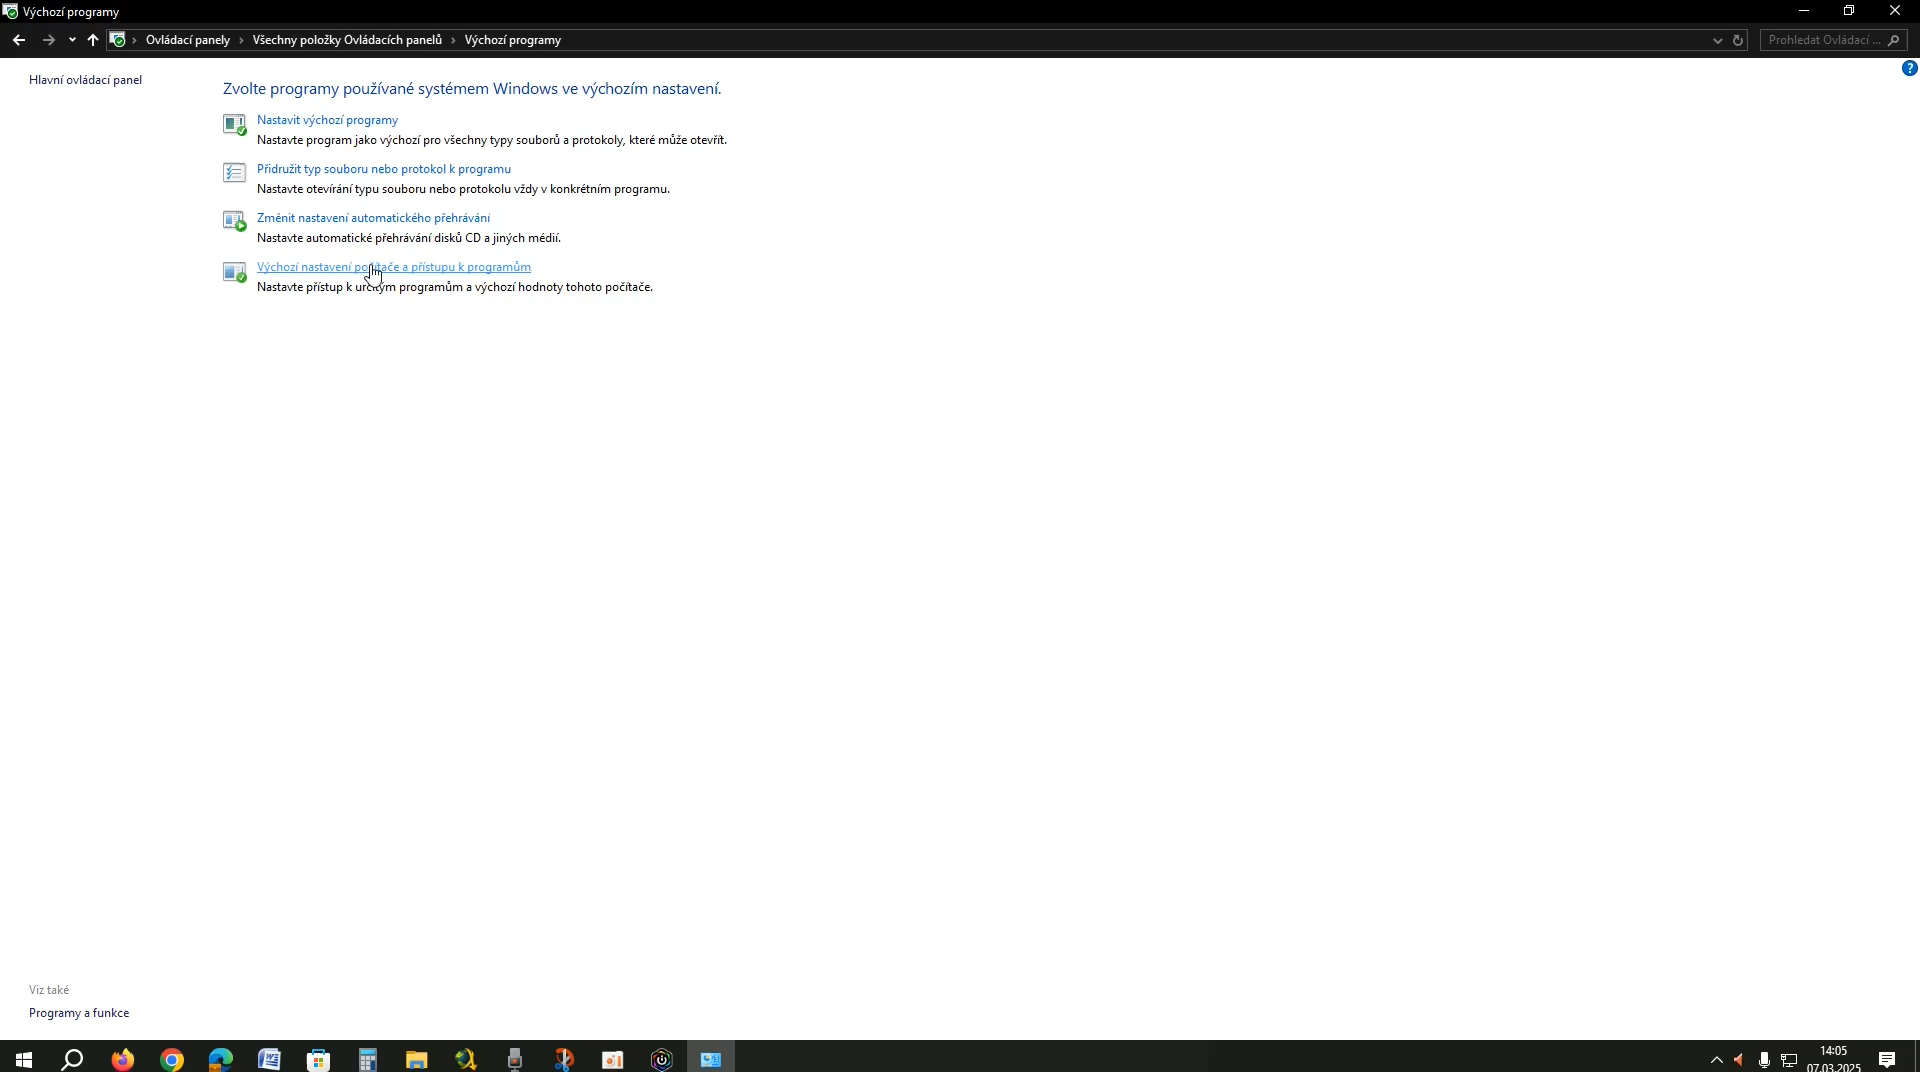 Výchozí programy
Ovládací panely
Všechny položky Ovládacích panelů
Výchozí programy
Prohledat Ovládací ...
Hlavní ovládací panel
Zvolte programy používané systémem Windows ve výchozím nastavení.
Nastavit výchozí programy
Nastavte program jako výchozí pro všechny typy souborů a protokoly, které může otevřít.
Přidružit typ souboru nebo protokol k programu
Nastavte otevírání typu souboru nebo protokolu vždy v konkrétním programu.
Změnit nastavení automatického přehrávání
Nastavte automatické přehrávání disků CD a jiných médií.
Výchozí nastavení počítače a přístupu k programům
Nastavte přístup k určitým programům a výchozí hodnoty tohoto počítače.
Viz také
Programy a funkce
14:05
07.03.2025